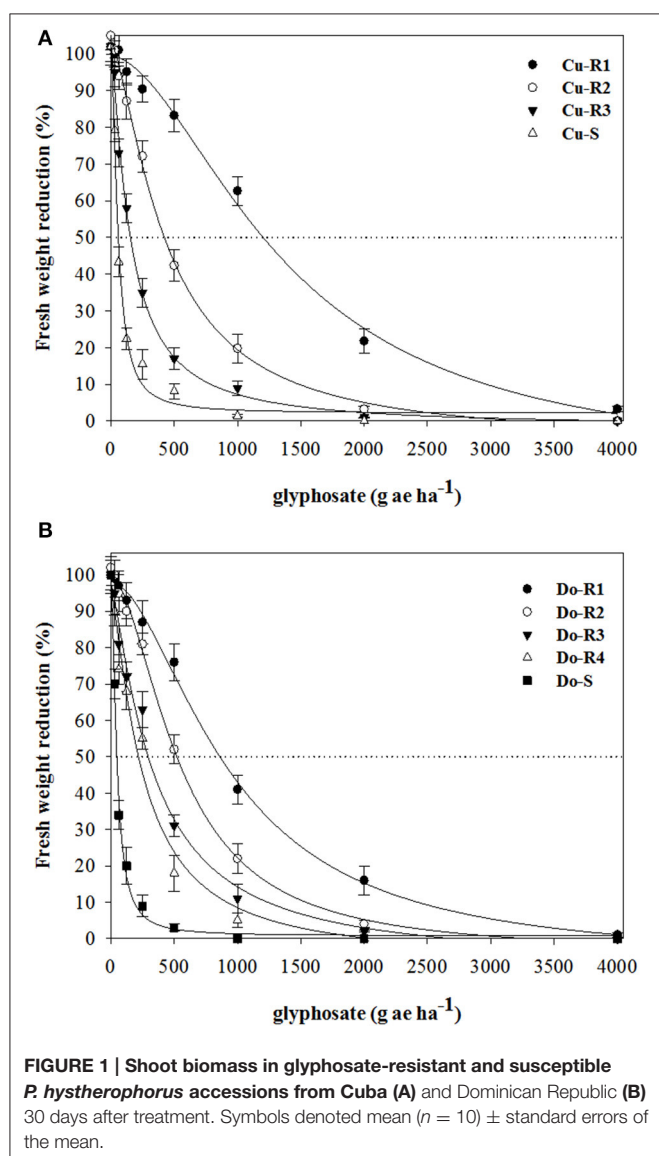 A
Fresh weight reduction (%)
100
90
80
70
60
50
40
30
20
10
0
Cu-R1
Cu-R2
Cu-R3
Cu-S
0 500 1000 1500 2000 2500 3000 3500 4000
glyphosate (g ae ha⁻¹)
B
Fresh weight reduction (%)
100
90
80
70
60
50
40
30
20
10
0
Do-R1
Do-R2
Do-R3
Do-R4
Do-S
0 500 1000 1500 2000 2500 3000 3500 4000
glyphosate (g ae ha⁻¹)
FIGURE 1 | Shoot biomass in glyphosate-resistant and susceptible
P. hystherophorus accessions from Cuba (A) and Dominican Republic (B)
30 days after treatment. Symbols denoted mean (n = 10) ± standard errors of
the mean.